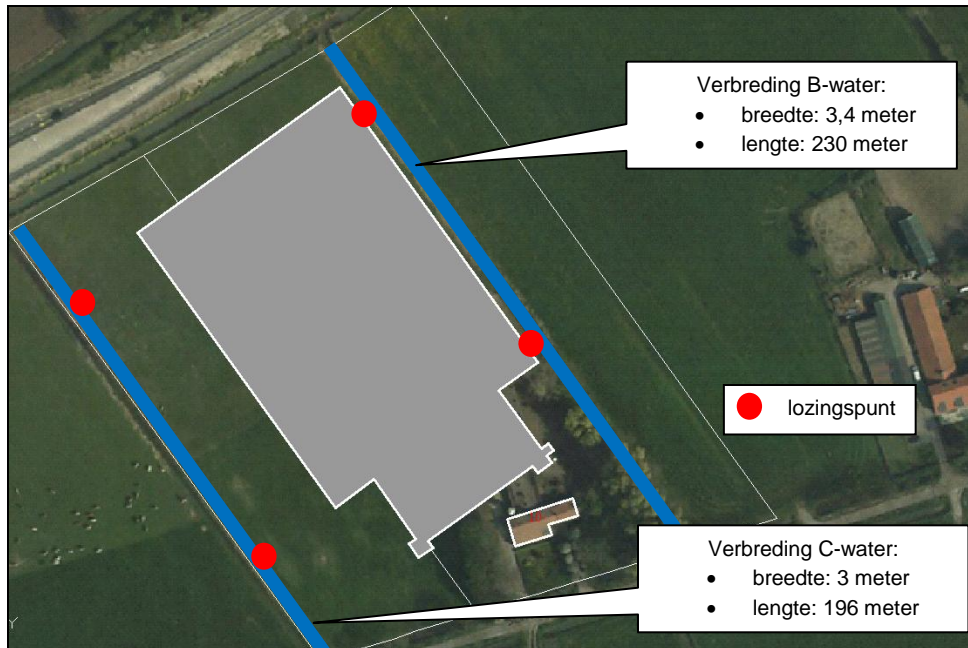 Verbreding B-water:
• breedte: 3,4 meter
• lengte: 230 meter
lozingspunt
Verbreding C-water:
• breedte: 3 meter
• lengte: 196 meter
Y